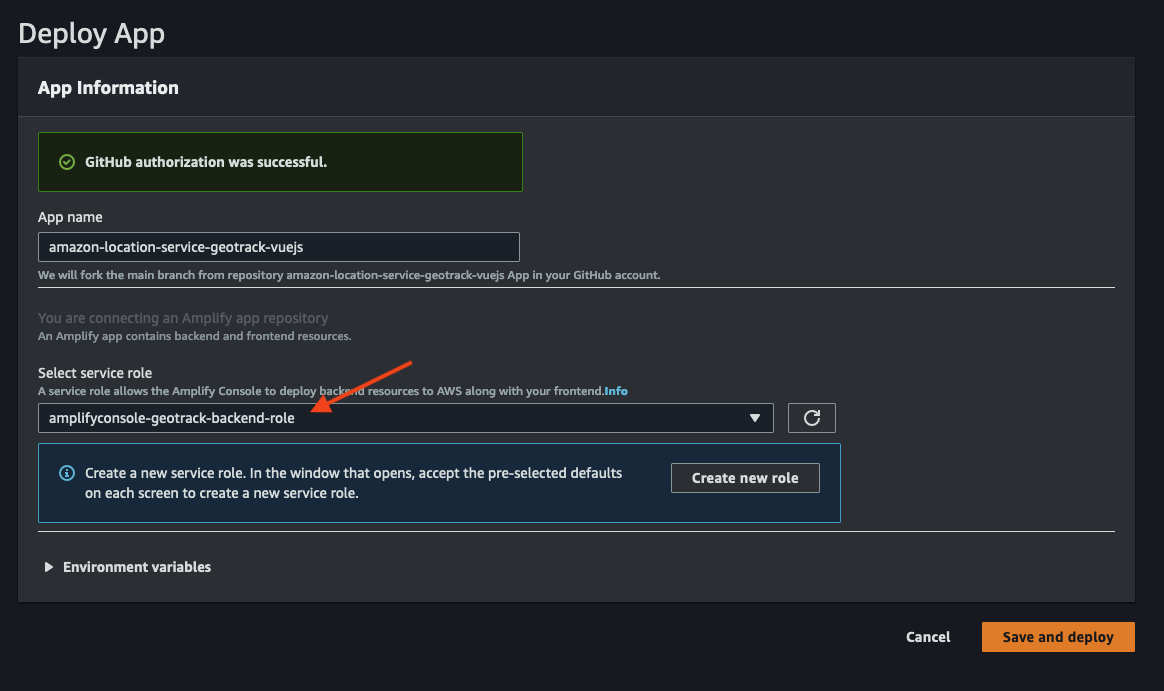 Deploy App
App Information
GitHub authorization was successful.
App name
amazon-location-service-geotrack-vuejs
We will fork the main branch from repository amazon-location-service-geotrack-vuejs App in your GitHub account.
You are connecting an Amplify app repository
An Amplify app contains backend and frontend resources.
Select service role
A service role allows the Amplify Console to deploy backend resources to AWS along with your frontend.Info
amplifyconsole-geotrack-backend-role
Create a new service role. In the window that opens, accept the pre-selected defaults
on each screen to create a new service role.
Create new role
Environment variables
Cancel
Save and deploy